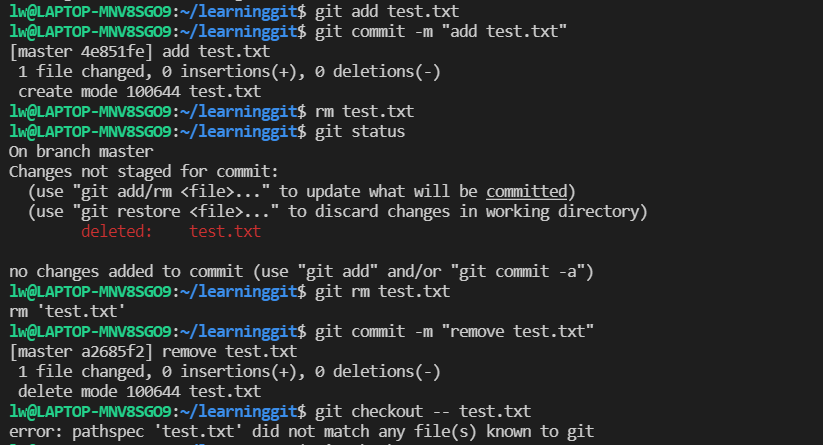 lw@LAPTOP-MNV8SGO9:~/learninggit$ git add test.txt
lw@LAPTOP-MNV8SGO9:~/learninggit$ git commit -m "add test.txt"
[master 4e851fe] add test.txt
 1 file changed, 0 insertions(+), 0 deletions(-)
 create mode 100644 test.txt
lw@LAPTOP-MNV8SGO9:~/learninggit$ rm test.txt
lw@LAPTOP-MNV8SGO9:~/learninggit$ git status
On branch master
Changes not staged for commit:
  (use "git add/rm <file>..." to update what will be committed)
  (use "git restore <file>..." to discard changes in working directory)
        deleted:    test.txt

no changes added to commit (use "git add" and/or "git commit -a")
lw@LAPTOP-MNV8SGO9:~/learninggit$ git rm test.txt
rm 'test.txt'
lw@LAPTOP-MNV8SGO9:~/learninggit$ git commit -m "remove test.txt"
[master a2685f2] remove test.txt
 1 file changed, 0 insertions(+), 0 deletions(-)
 delete mode 100644 test.txt
lw@LAPTOP-MNV8SGO9:~/learninggit$ git checkout -- test.txt
error: pathspec 'test.txt' did not match any file(s) known to git